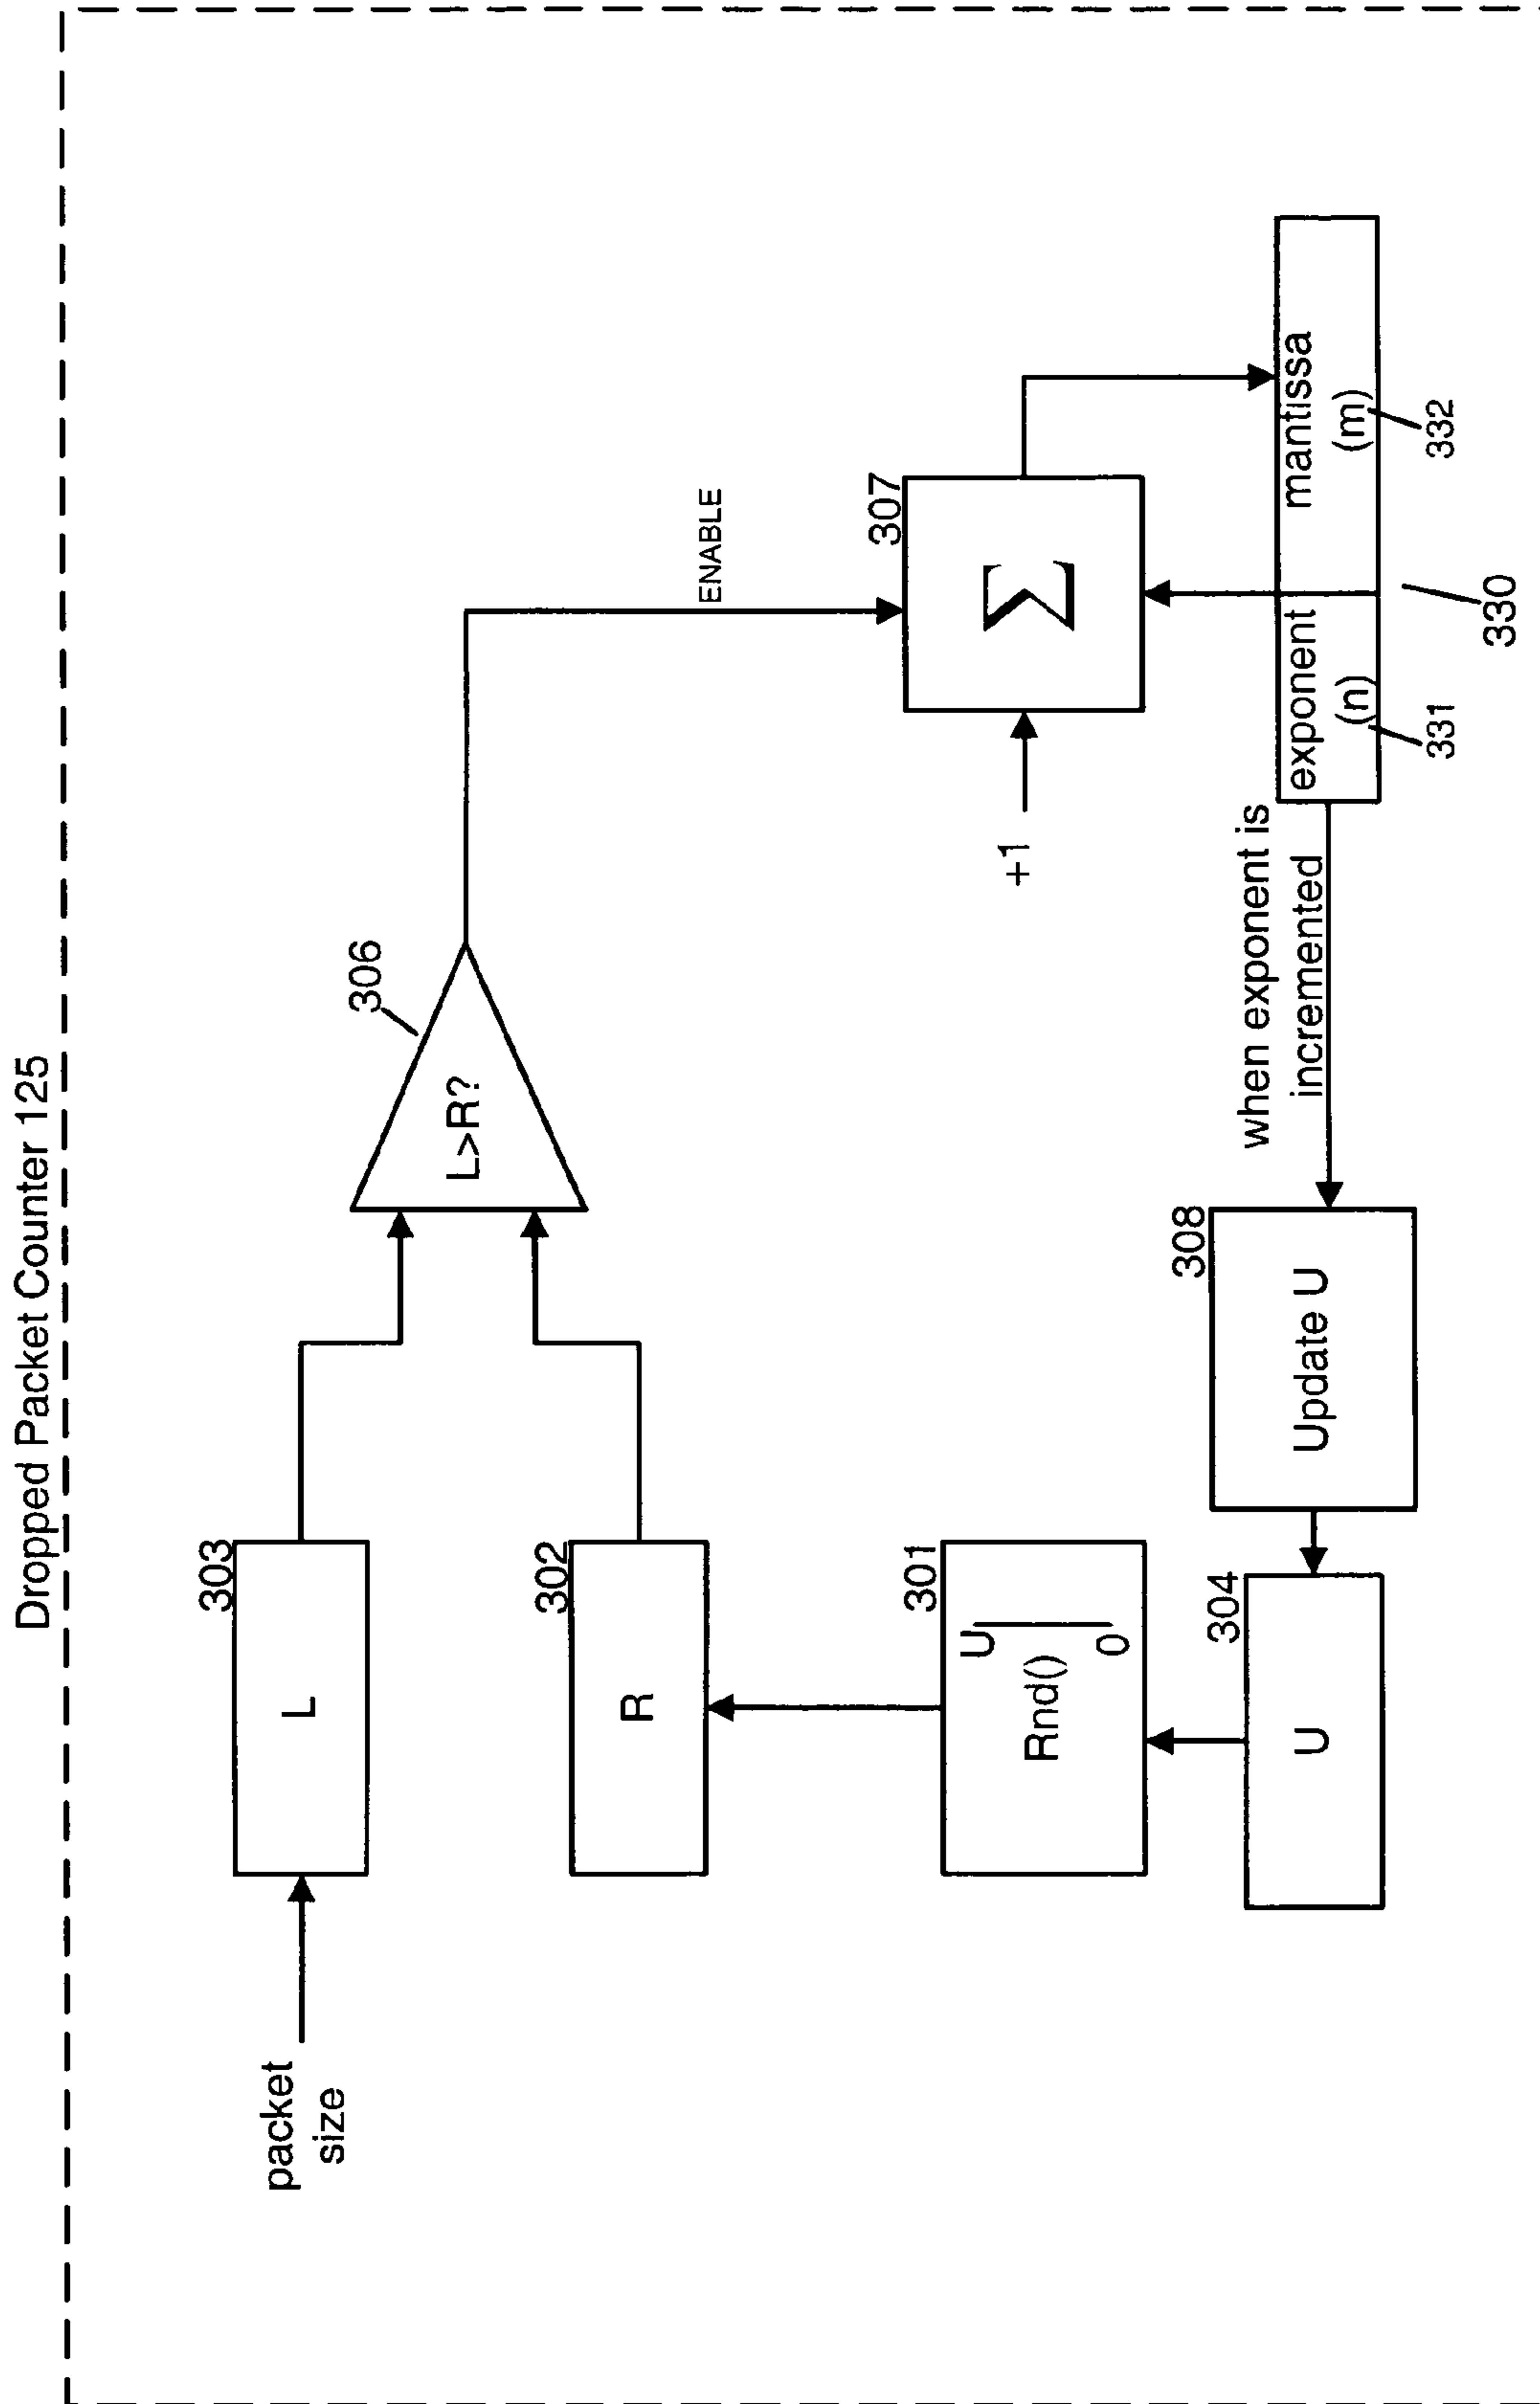 Dropped Packet Counter 125
packet
size
303
L
302
R
306
L>R?
ENABLE
301
U
Rnd()
0
307
Σ
+1
304
U
308
Update U
when exponent is
incremented
exponent
(n)
mantissa
(m)
331
332
330